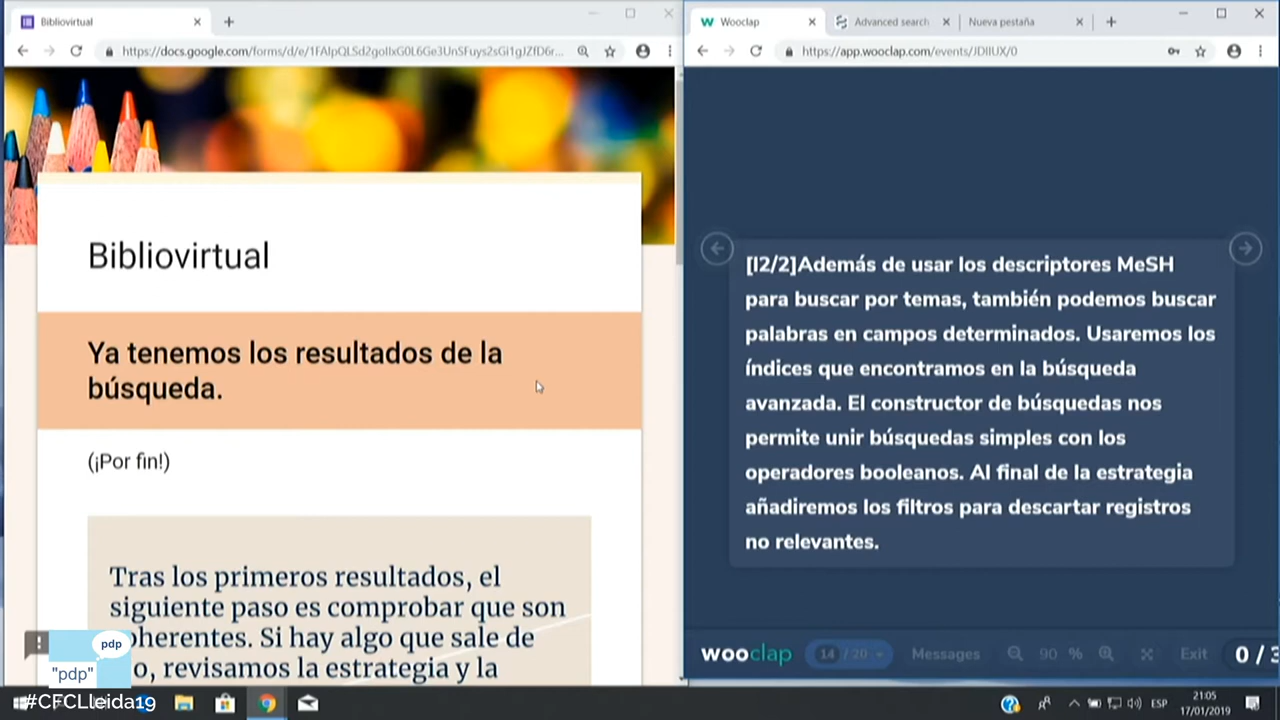 Bibliovirtual
https://docs.google.com/forms/d/e/1FAIpQLSd2golIxG0L6Ge3UnSFuys2sGi1gJZfD6r...
Bibliovirtual
Ya tenemos los resultados de la
búsqueda.
(¡Por fin!)
Tras los primeros resultados, el
siguiente paso es comprobar que son
oherentes. Si hay algo que sale de
o, revisamos la estrategia y la
pdp
"pdp"
#CFCLleida19
Wooclap
Advanced search
Nueva pestaña
https://app.wooclap.com/events/JDIIUX/0
[I2/2]Además de usar los descriptores MeSH
para buscar por temas, también podemos buscar
palabras en campos determinados. Usaremos los
índices que encontramos en la búsqueda
avanzada. El constructor de búsquedas nos
permite unir búsquedas simples con los
operadores booleanos. Al final de la estrategia
añadiremos los filtros para descartar registros
no relevantes.
wooclap 14 / 20 Messages 90 % Exit 0 / 3
ESP
21:05
17/01/2019